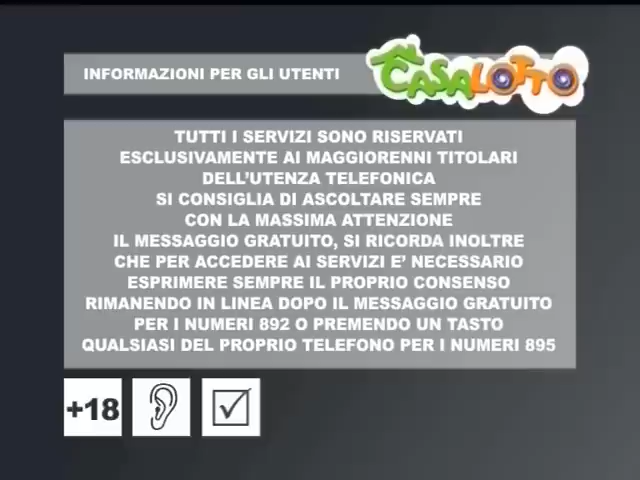 INFORMAZIONI PER GLI UTENTI
CASALOTTO
TUTTI I SERVIZI SONO RISERVATI
ESCLUSIVAMENTE AI MAGGIORENNI TITOLARI
DELL'UTENZA TELEFONICA
SI CONSIGLIA DI ASCOLTARE SEMPRE
CON LA MASSIMA ATTENZIONE
IL MESSAGGIO GRATUITO, SI RICORDA INOLTRE
CHE PER ACCEDERE AI SERVIZI E' NECESSARIO
ESPRIMERE SEMPRE IL PROPRIO CONSENSO
RIMANENDO IN LINEA DOPO IL MESSAGGIO GRATUITO
PER I NUMERI 892 O PREMENDO UN TASTO
QUALSIASI DEL PROPRIO TELEFONO PER I NUMERI 895
+18